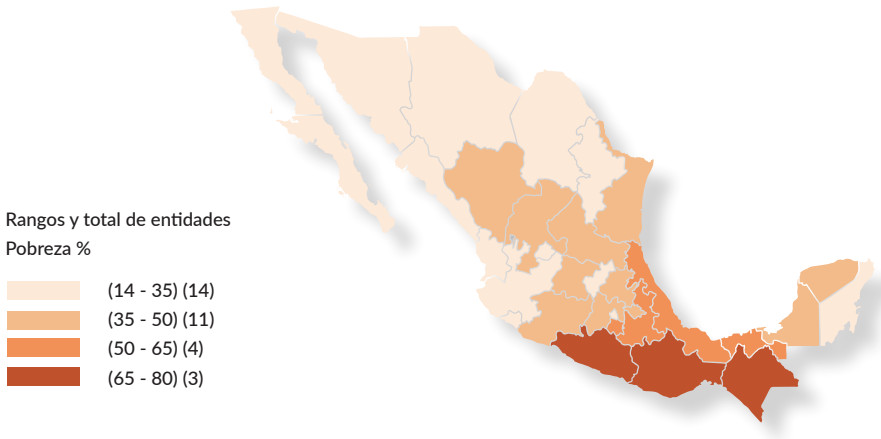 Rangos y total de entidades
Pobreza %
(14 - 35) (14)
(35 - 50) (11)
(50 - 65) (4)
(65 - 80) (3)